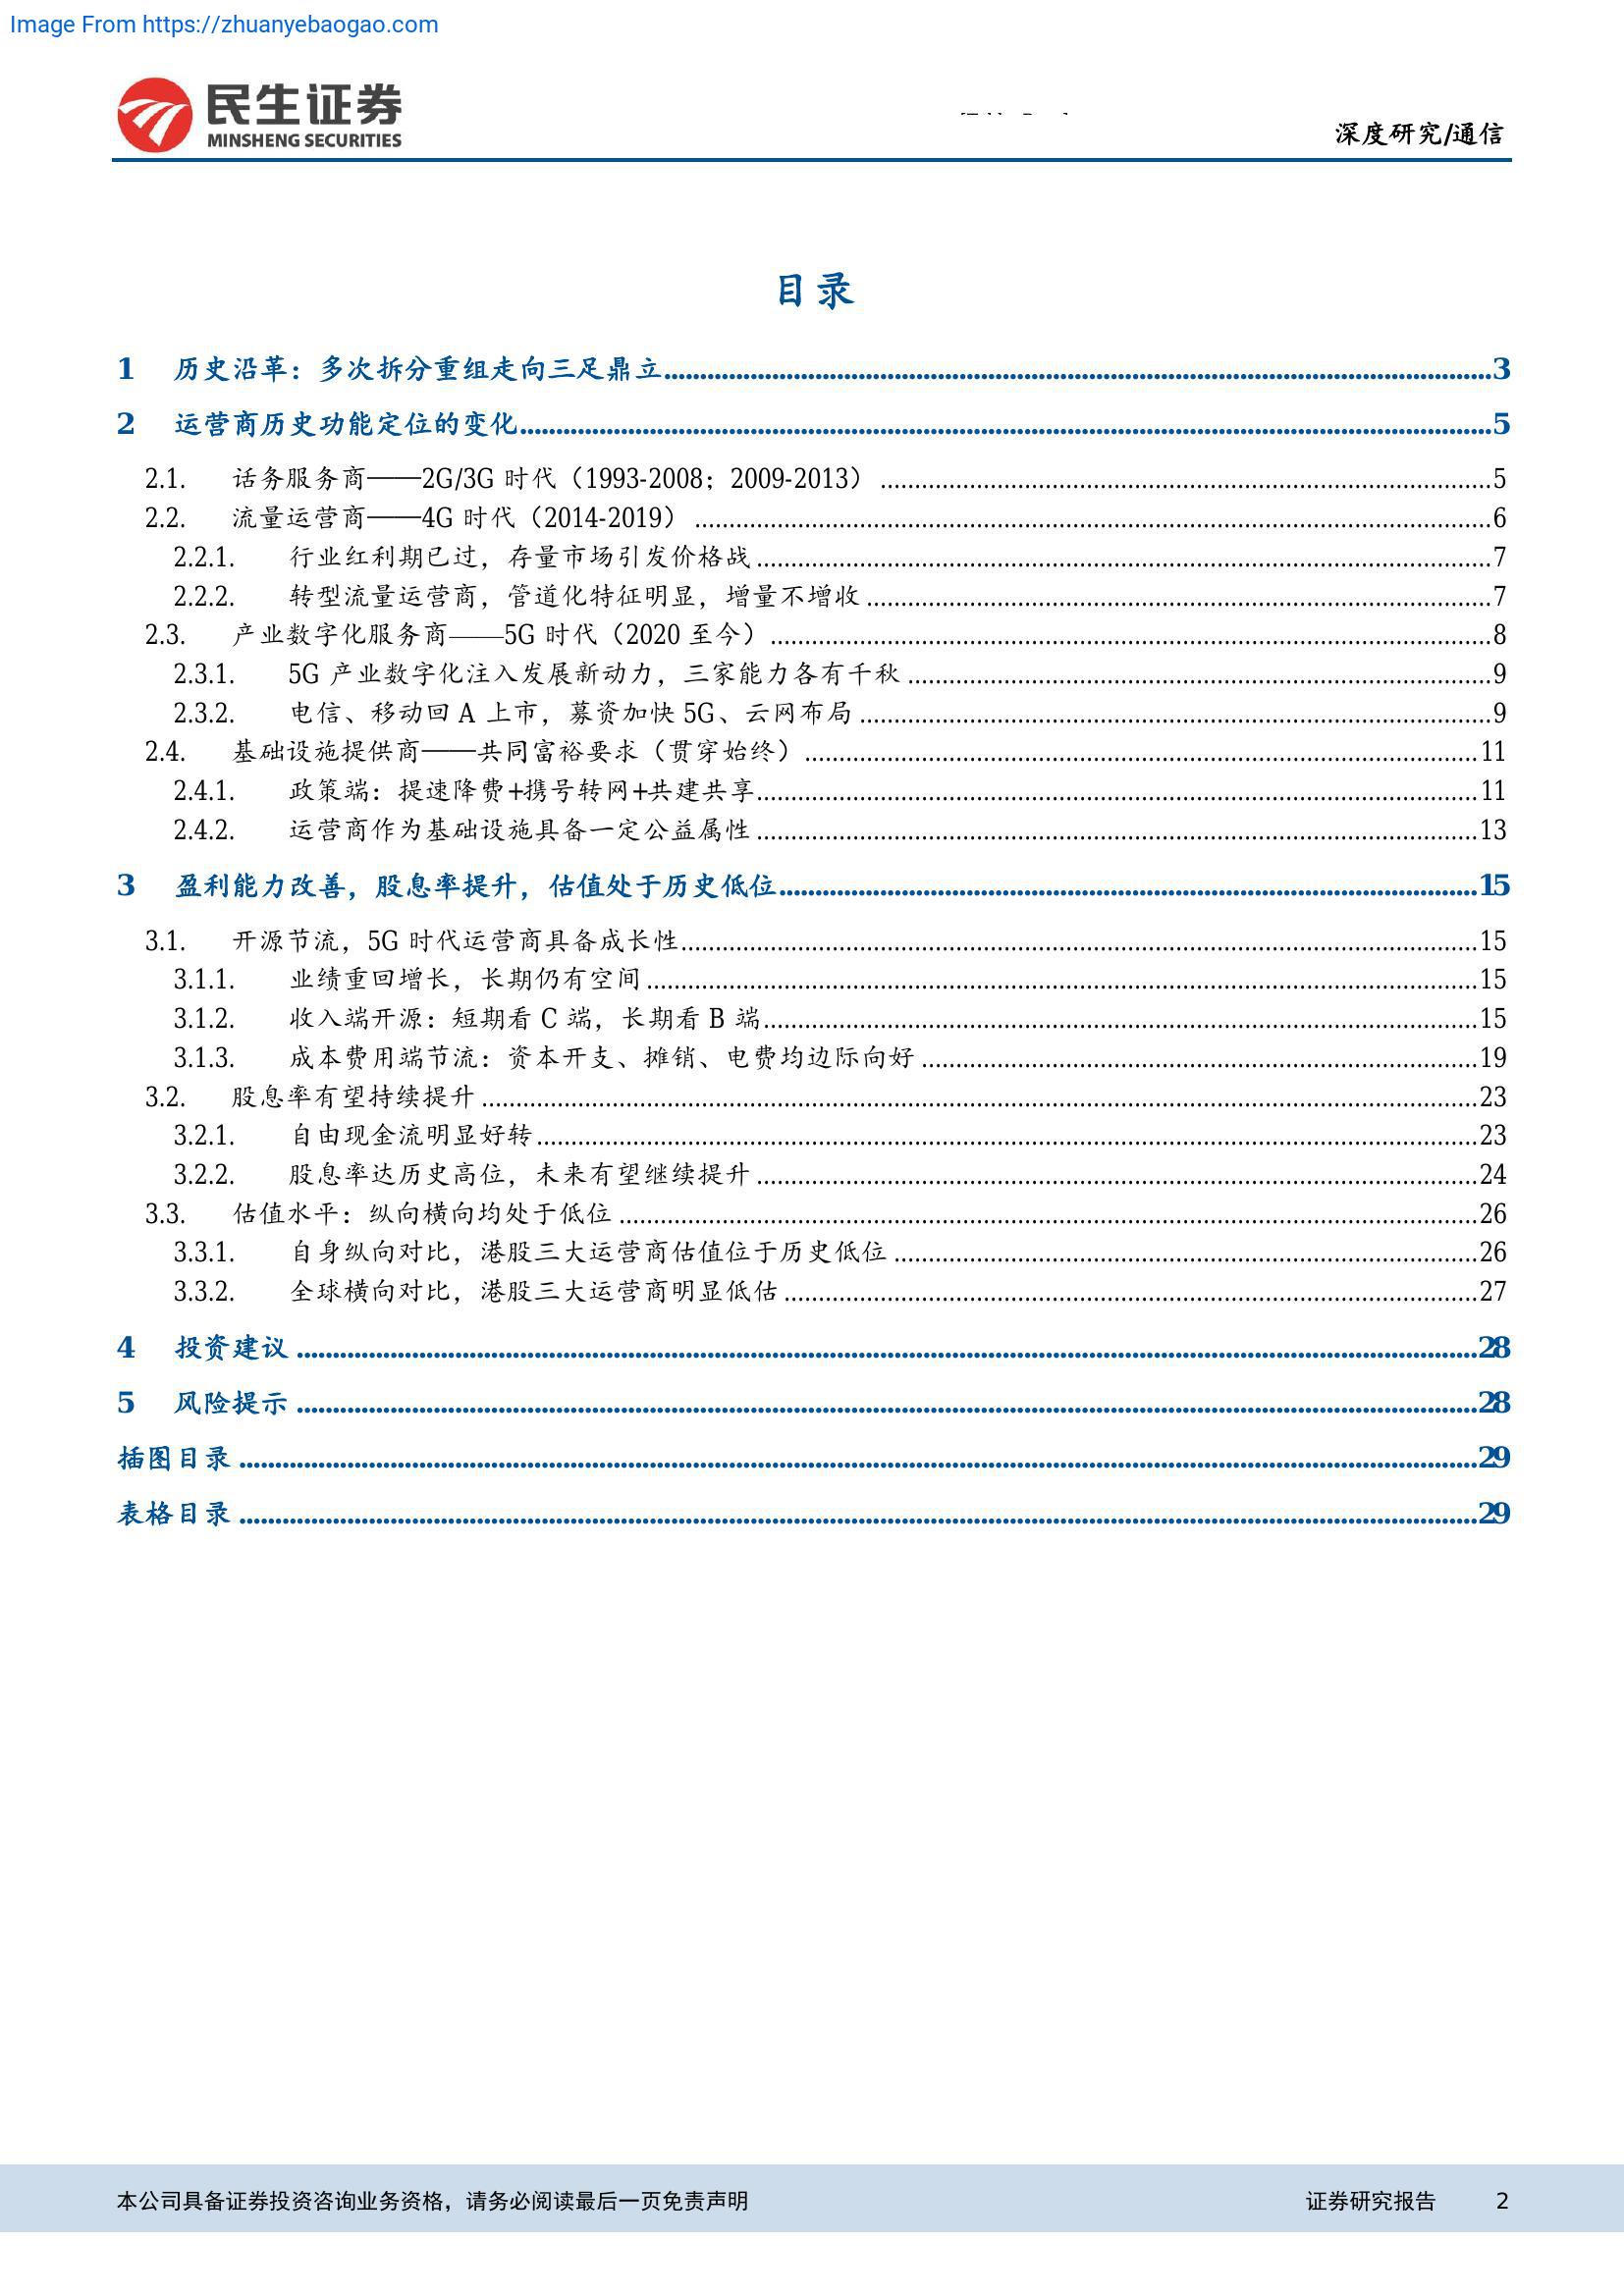 Image From https://zhuanyebaogao.com
民生证券
MINSHENG SECURITIES
深度研究/通信
目录
1 历史沿革：多次拆分重组走向三足鼎立 3
2 运营商历史功能定位的变化 5
2.1. 话务服务商——2G/3G 时代（1993-2008；2009-2013） 5
2.2. 流量运营商——4G 时代（2014-2019） 6
2.2.1. 行业红利期已过，存量市场引发价格战 7
2.2.2. 转型流量运营商，管道化特征明显，增量不增收 7
2.3. 产业数字化服务商——5G 时代（2020 至今） 8
2.3.1. 5G 产业数字化注入发展新动力，三家能力各有千秋 9
2.3.2. 电信、移动回 A 上市，募资加快 5G、云网布局 9
2.4. 基础设施提供商——共同富裕要求（贯穿始终） 11
2.4.1. 政策端：提速降费+携号转网+共建共享 11
2.4.2. 运营商作为基础设施具备一定公益属性 13
3 盈利能力改善，股息率提升，估值处于历史低位 15
3.1. 开源节流，5G 时代运营商具备成长性 15
3.1.1. 业绩重回增长，长期仍有空间 15
3.1.2. 收入端开源：短期看 C 端，长期看 B 端 15
3.1.3. 成本费用端节流：资本开支、摊销、电费均边际向好 19
3.2. 股息率有望持续提升 23
3.2.1. 自由现金流明显好转 23
3.2.2. 股息率达历史高位，未来有望继续提升 24
3.3. 估值水平：纵向横向均处于低位 26
3.3.1. 自身纵向对比，港股三大运营商估值位于历史低位 26
3.3.2. 全球横向对比，港股三大运营商明显低估 27
4 投资建议 28
5 风险提示 28
插图目录 29
表格目录 29
本公司具备证券投资咨询业务资格，请务必阅读最后一页免责声明 证券研究报告 2